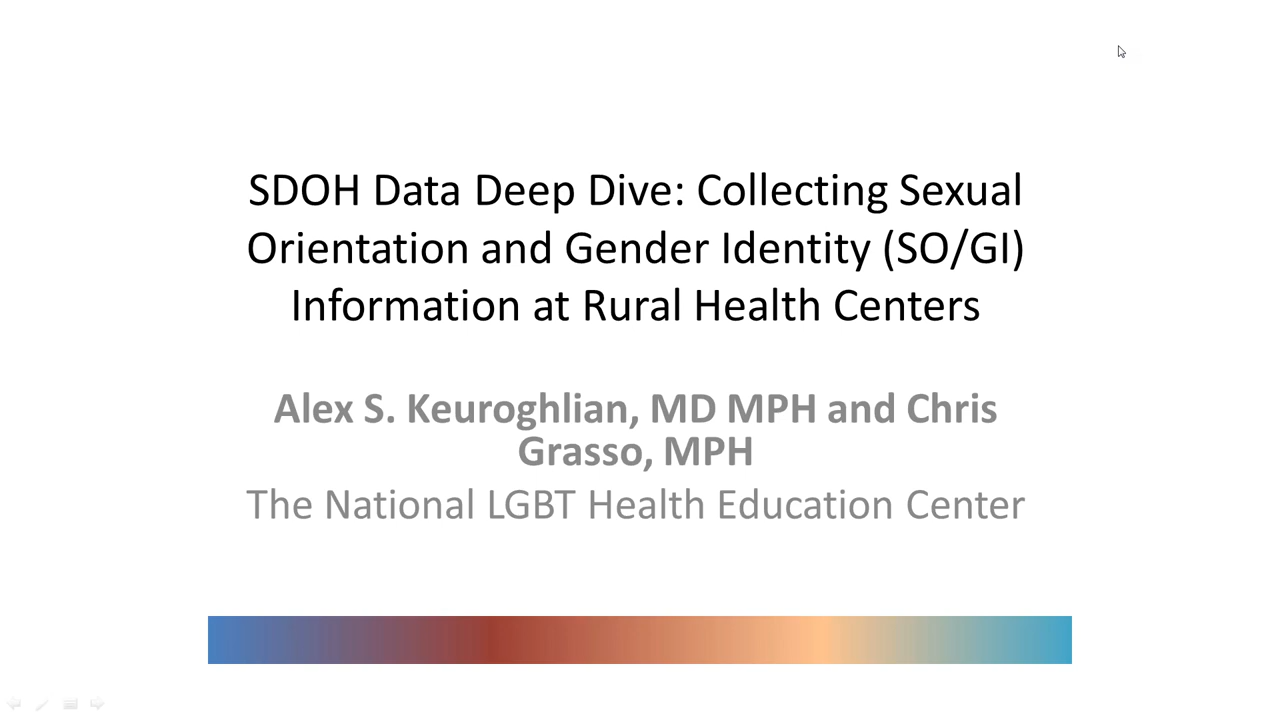 SDOH Data Deep Dive: Collecting Sexual
Orientation and Gender Identity (SO/GI)
Information at Rural Health Centers
Alex S. Keuroghlian, MD MPH and Chris
Grasso, MPH
The National LGBT Health Education Center